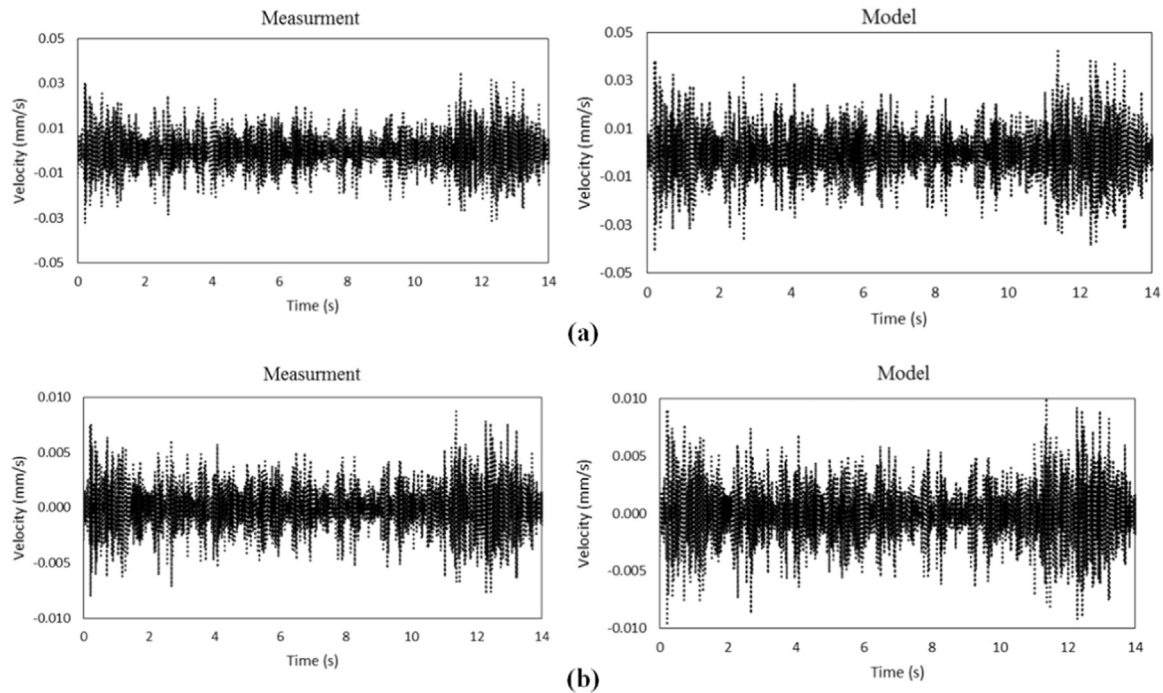 Measurment
0.05
0.03
0.01
-0.01
-0.03
-0.05
Velocity (mm/s)
0 2 4 6 8 10 12 14
Time (s)
Model
0.05
0.03
0.01
-0.01
-0.03
-0.05
Velocity (mm/s)
0 2 4 6 8 10 12 14
Time (s)
(a)
Measurment
0.010
0.005
0.000
-0.005
-0.010
Velocity (mm/s)
0 2 4 6 8 10 12 14
Time (s)
Model
0.010
0.005
0.000
-0.005
-0.010
Velocity (mm/s)
0 2 4 6 8 10 12 14
Time (s)
(b)